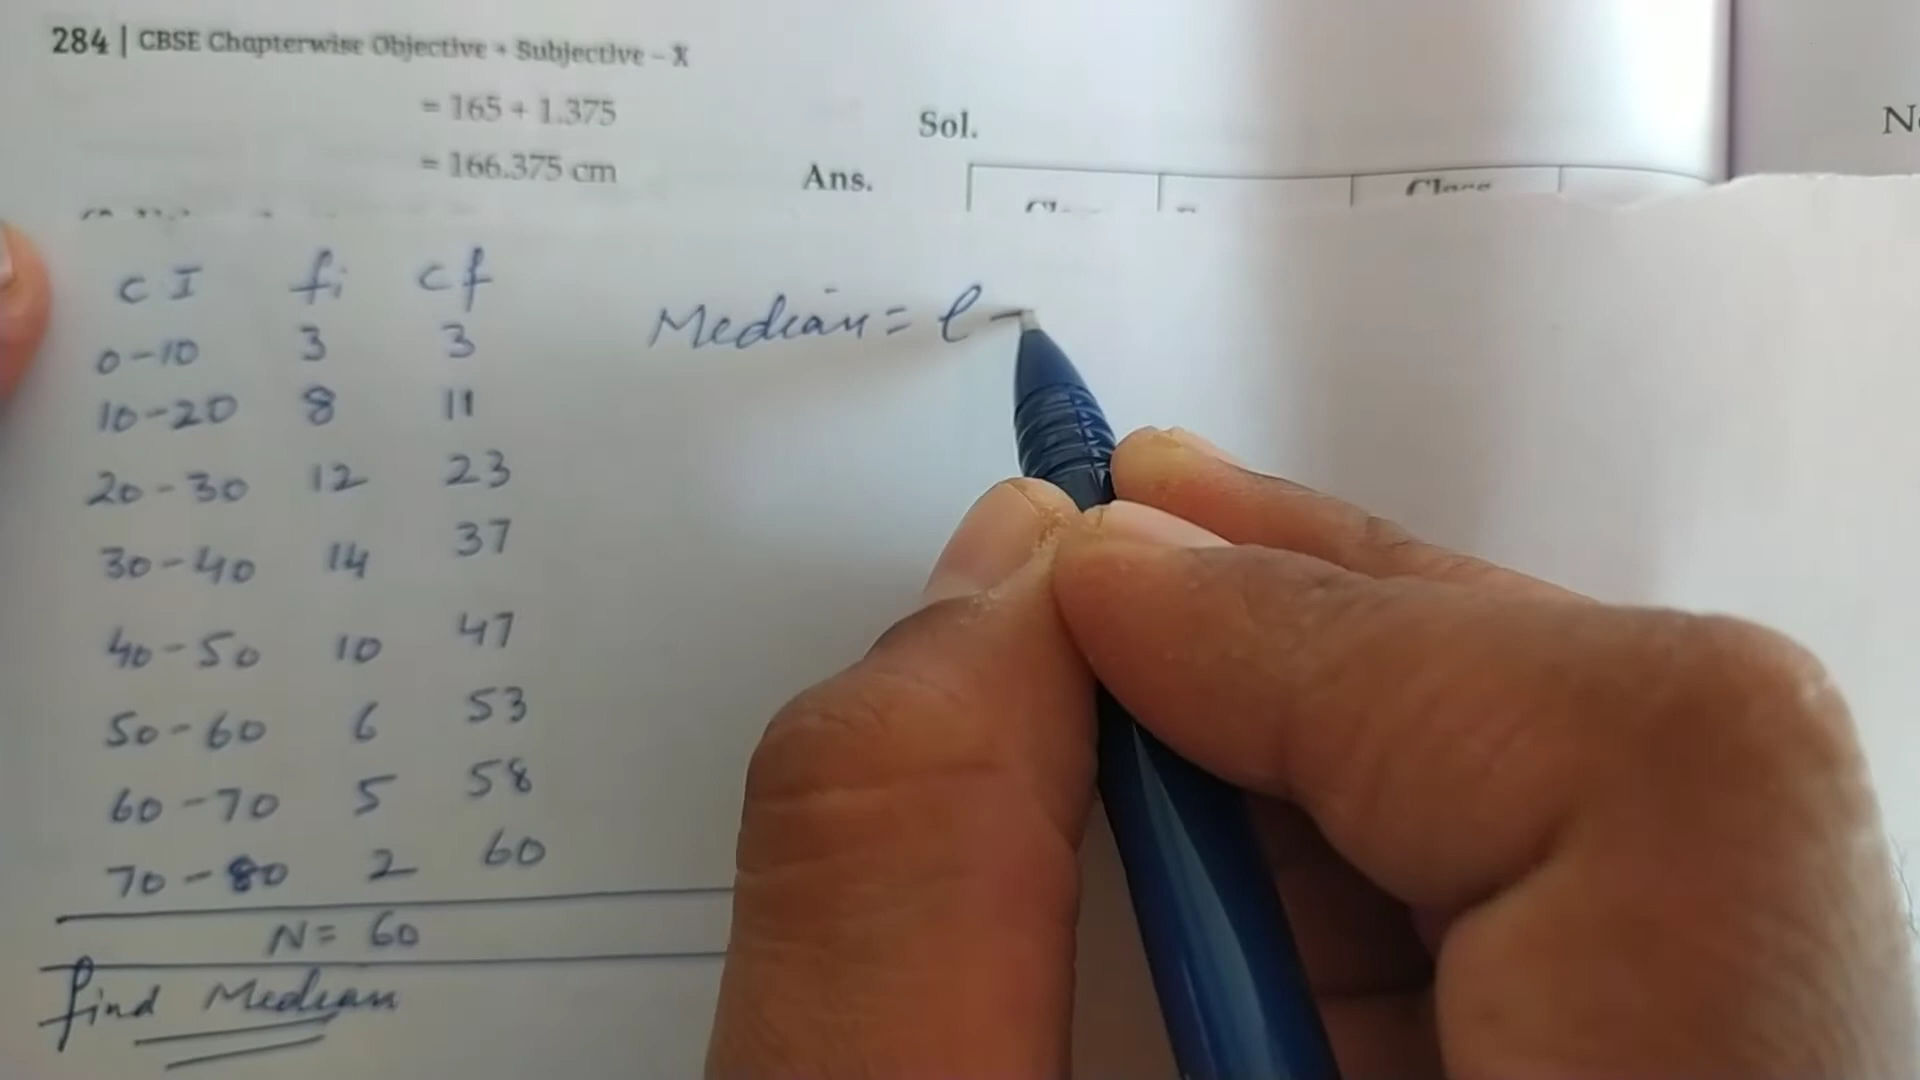 284 | CBSE Chapterwise Objective + Subjective – X
= 165 + 1.375
= 166.375 cm
Ans.
Sol.
Class
CI fi cf
0-10 3 3
10-20 8 11
20-30 12 23
30-40 14 37
40-50 10 47
50-60 6 53
60-70 5 58
70-80 2 60
N= 60
find Median
Median = l -